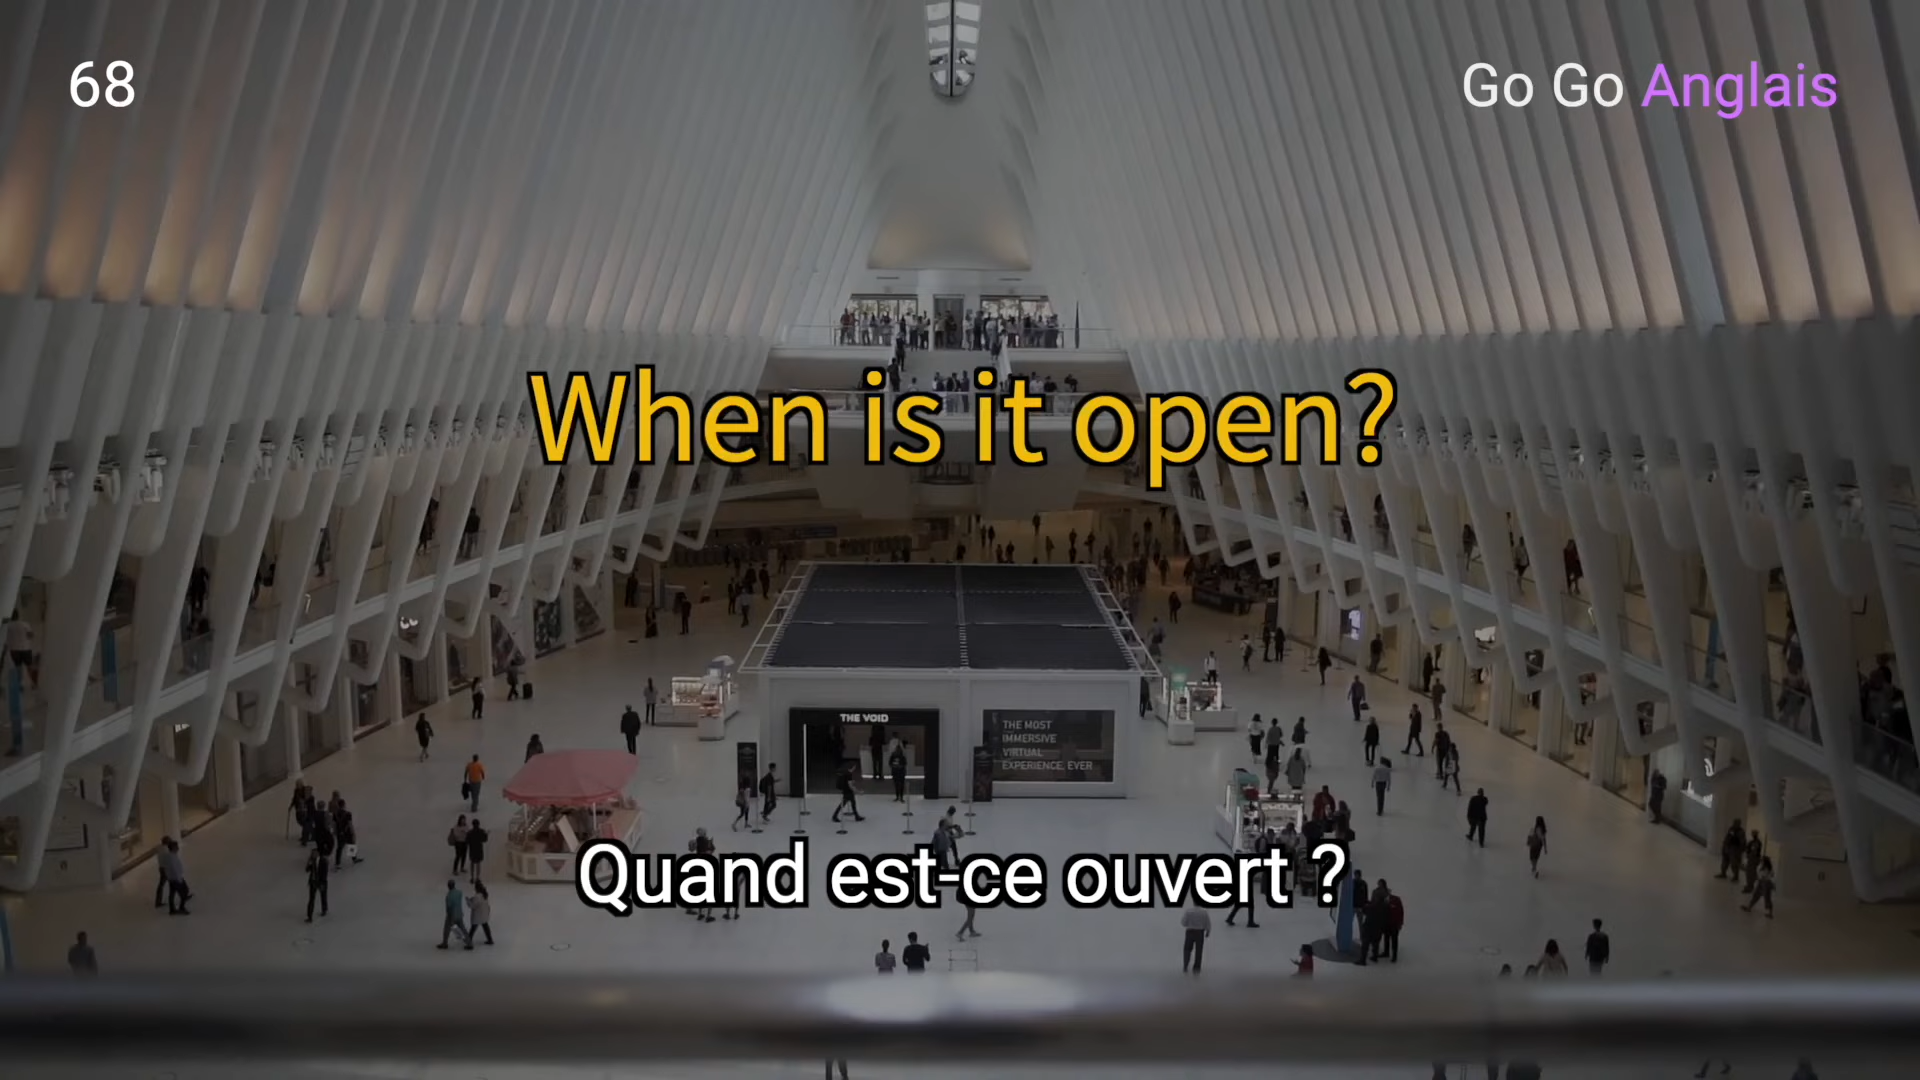 68
Go Go Anglais
When is it open?
THE VOID
THE MOST
IMMERSIVE
VIRTUAL
EXPERIENCE, EVER
Quand est-ce ouvert ?